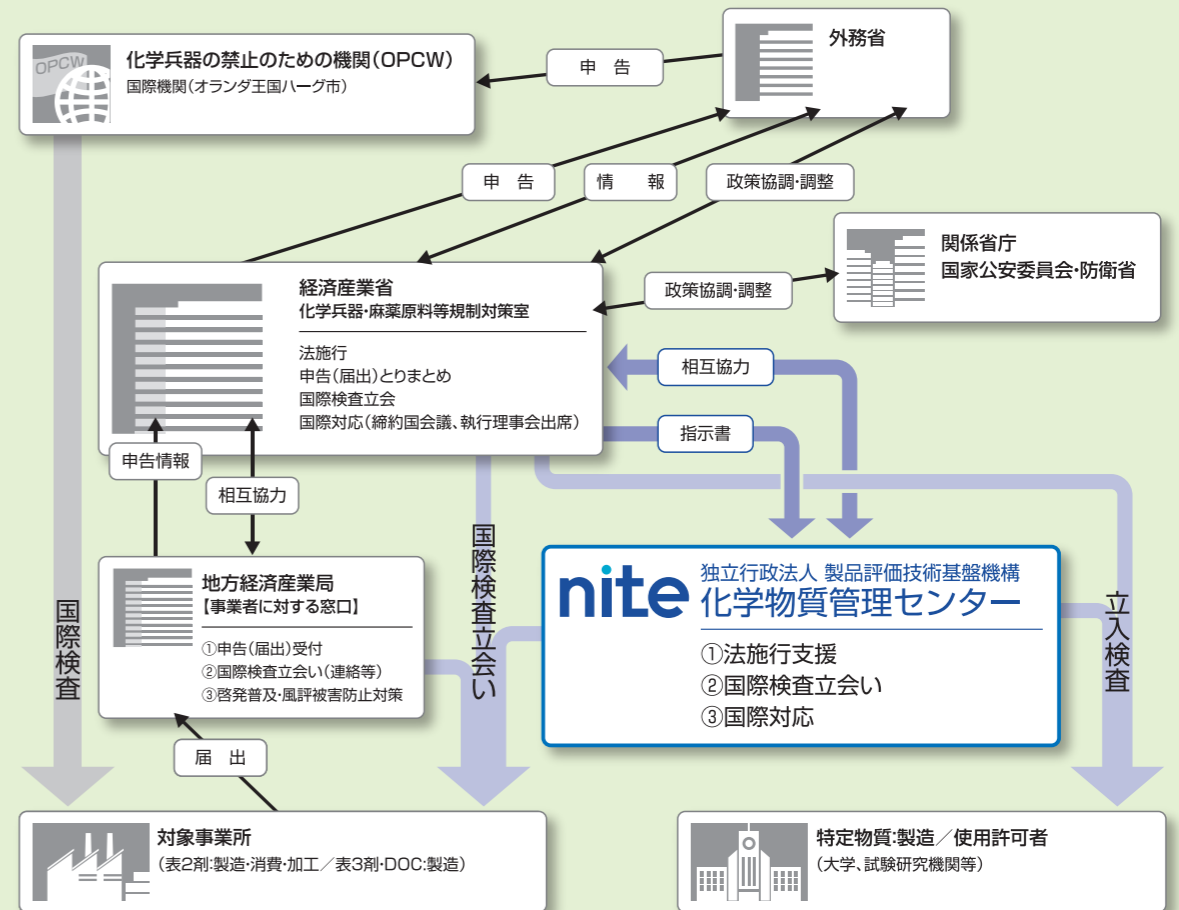 OPCW
化学兵器の禁止のための機関(OPCW)
国際機関(オランダ王国ハーグ市)
申 告
外務省
申 告
情 報
政策協調・調整
関係省庁
国家公安委員会・防衛省
政策協調・調整
経済産業省
化学兵器・麻薬原料等規制対策室
法施行
申告(届出)とりまとめ
国際検査立会
国際対応(締約国会議、執行理事会出席)
相互協力
指示書
申告情報
相互協力
地方経済産業局
【事業者に対する窓口】
①申告(届出)受付
②国際検査立会い(連絡等)
③啓発普及・風評被害防止対策
国際検査
国際検査立会い
nite
独立行政法人 製品評価技術基盤機構
化学物質管理センター
①法施行支援
②国際検査立会い
③国際対応
立入検査
届 出
対象事業所
(表2剤:製造・消費・加工/表3剤・DOC:製造)
特定物質:製造/使用許可者
(大学、試験研究機関等)